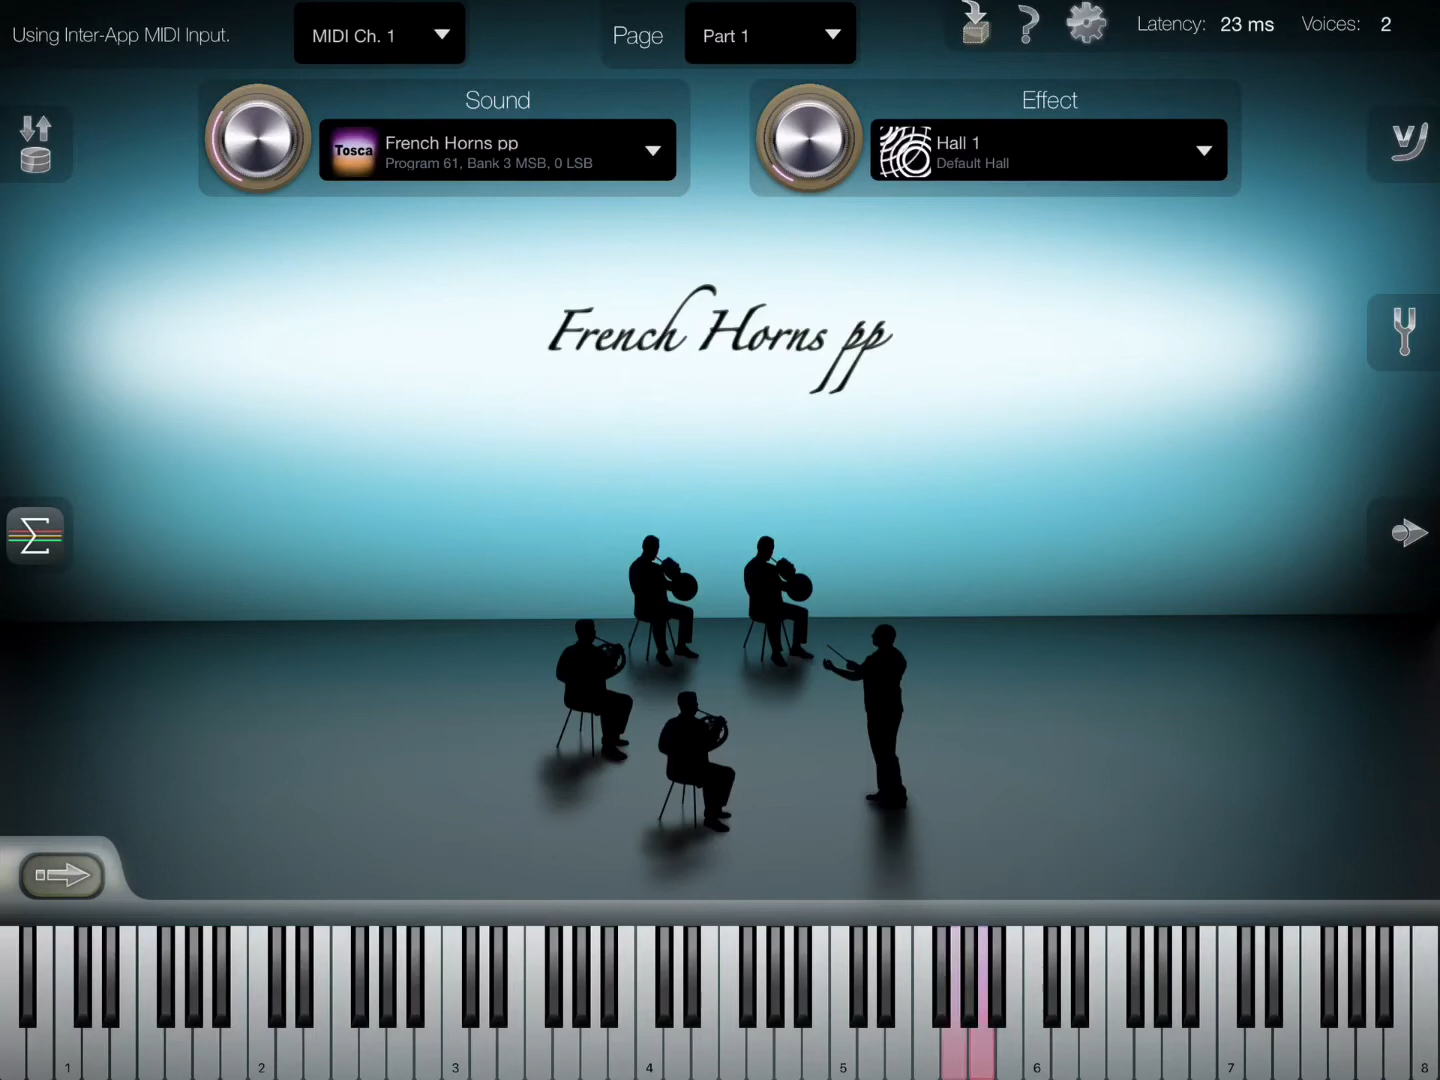 Using Inter-App MIDI Input.
MIDI Ch. 1
Page
Part 1
?
Latency: 23 ms
Voices: 2
Sound
Tosca
French Horns pp
Program 61, Bank 3 MSB, 0 LSB
Effect
Hall 1
Default Hall
French Horns pp
Σ
1 2 3 4 5 6 7 8